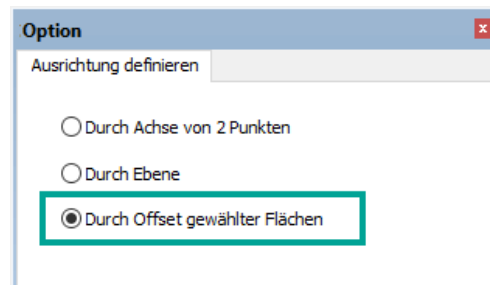 Option
Ausrichtung definieren
Durch Achse von 2 Punkten
Durch Ebene
Durch Offset gewählter Flächen